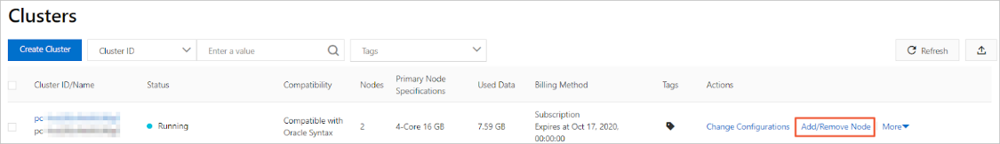 Clusters
Create Cluster
Cluster ID
Enter a value
Tags
Refresh
Cluster ID/Name
Status
Compatibility
Nodes
Primary Node
Specifications
Used Data
Billing Method
Tags
Actions
pc-
pc-
Running
Compatible with
Oracle Syntax
2
4-Core 16 GB
7.59 GB
Subscription
Expires at Oct 17, 2020,
00:00:00
Change Configurations
Add/Remove Node
More